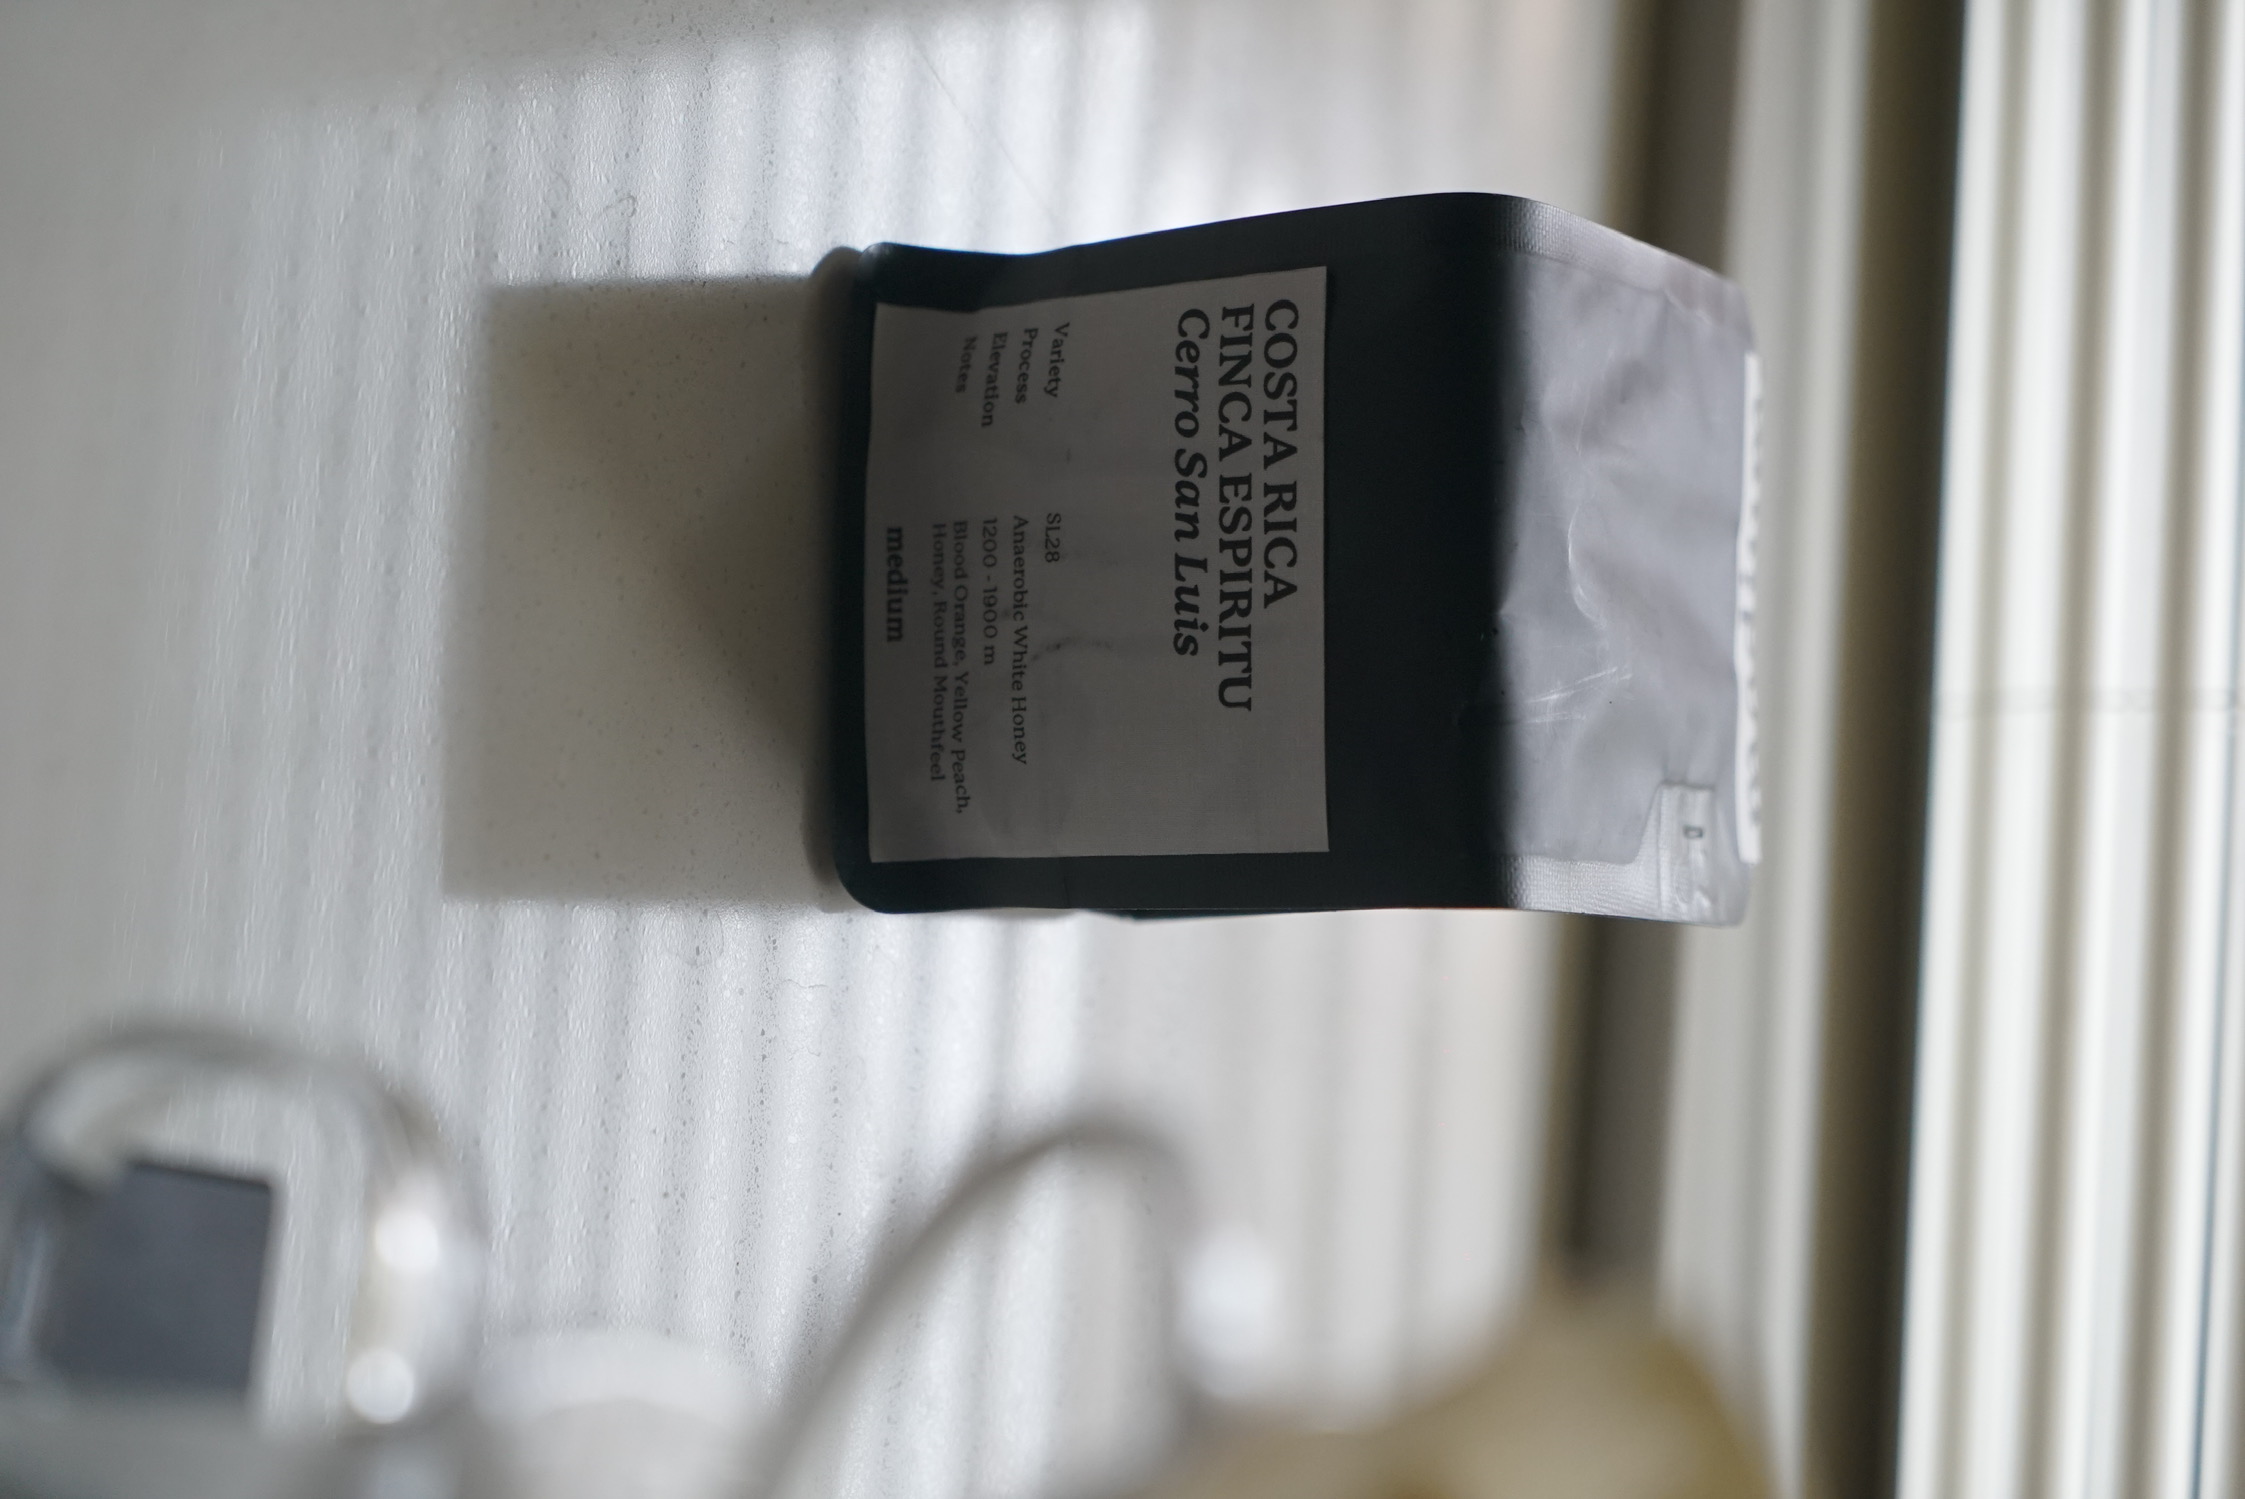 COSTA RICA
FINCA ESPIRITU
Cerro San Luis
Variety SL28
Process Anaerobic White Honey
Elevation 1200 - 1900 m
Notes Blood Orange, Yellow Peach,
Honey, Round Mouthfeel
medium